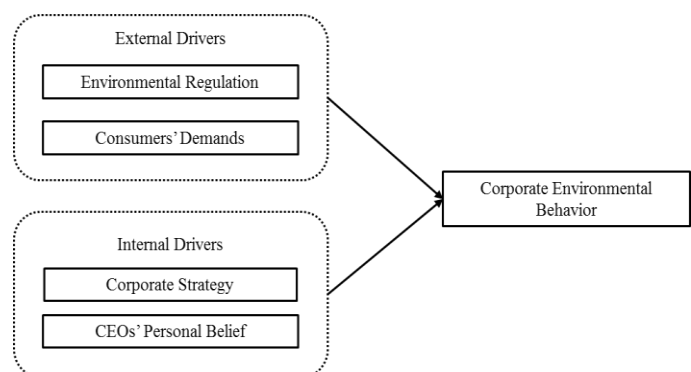 External Drivers
Environmental Regulation
Consumers’ Demands
Corporate Environmental
Behavior
Internal Drivers
Corporate Strategy
CEOs’ Personal Belief